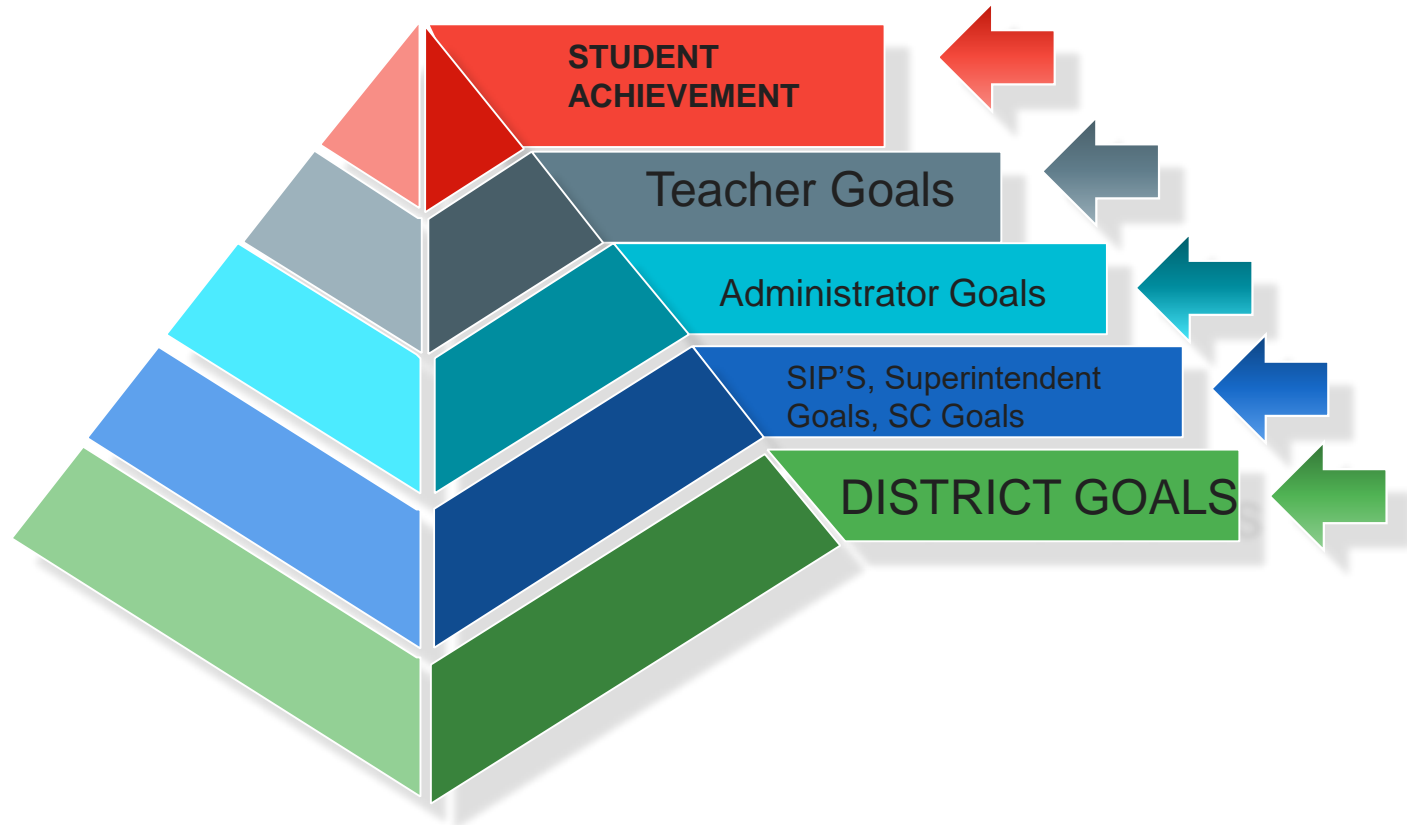 STUDENT
ACHIEVEMENT
Teacher Goals
Administrator Goals
SIP’S, Superintendent
Goals, SC Goals
DISTRICT GOALS